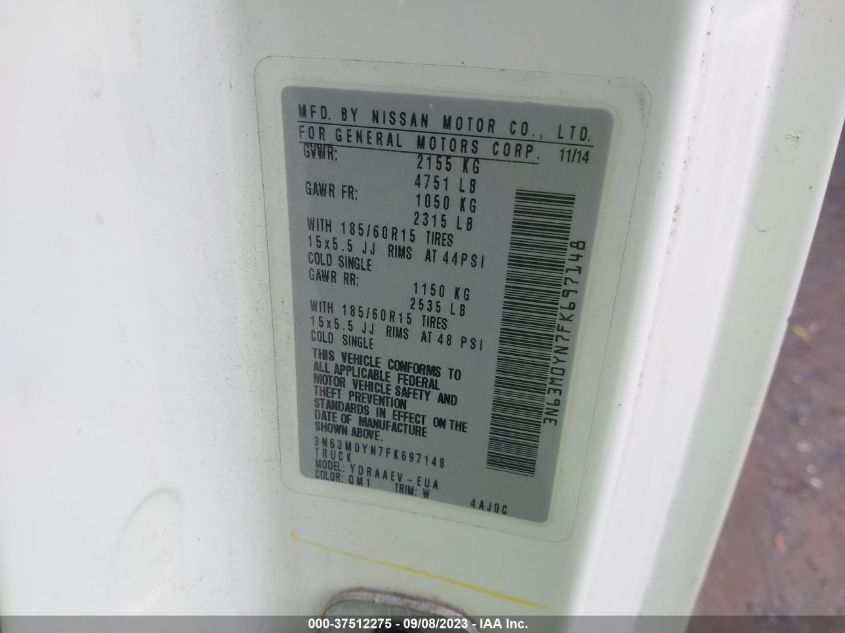 MFD. BY NISSAN MOTOR CO., LTD.
FOR GENERAL MOTORS CORP. 11/14
GVWR: 2155 KG
4751 LB
GAWR FR: 1050 KG
2315 LB
WITH 185/60R15 TIRES
15x5.5 JJ RIMS AT 44PSI
COLD SINGLE
GAWR RR: 1150 KG
2535 LB
WITH 185/60R15 TIRES
15x5.5 JJ RIMS AT 48 PSI
COLD SINGLE
THIS VEHICLE CONFORMS TO
ALL APPLICABLE FEDERAL
MOTOR VEHICLE SAFETY AND
THEFT PREVENTION
STANDARDS IN EFFECT ON THE
DATE OF MANUFACTURE
SHOWN ABOVE.
3N63M0YN7FK697148
TRUCK
MODEL: YDRAAEV-EUA
COLOR: QM1 TRIM: W
4AJ0C
3N63M0YN7FK697148
000-37512275 - 09/08/2023 - IAA Inc.